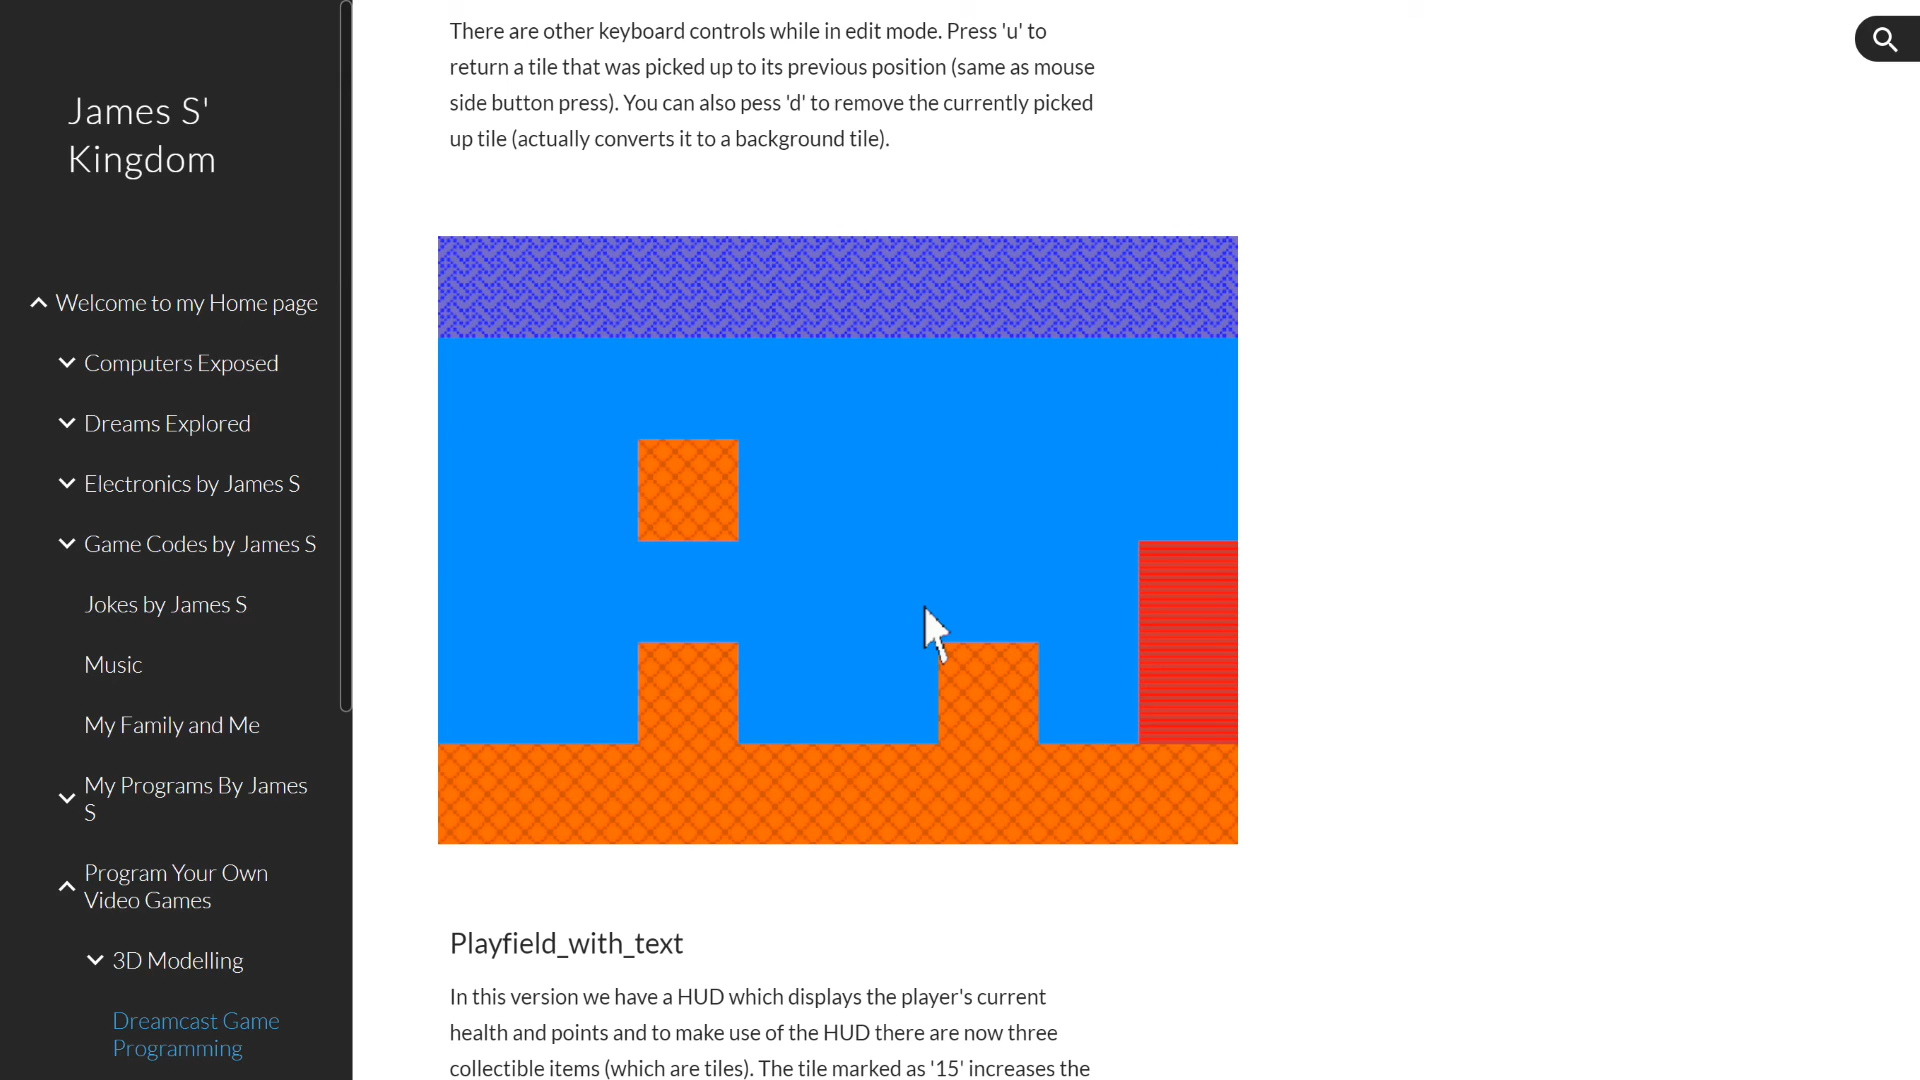 James S'
Kingdom
Welcome to my Home page
Computers Exposed
Dreams Explored
Electronics by James S
Game Codes by James S
Jokes by James S
Music
My Family and Me
My Programs By James
S
Program Your Own
Video Games
3D Modelling
Dreamcast Game
Programming
There are other keyboard controls while in edit mode. Press 'u' to
return a tile that was picked up to its previous position (same as mouse
side button press). You can also pess 'd' to remove the currently picked
up tile (actually converts it to a background tile).
Playfield_with_text
In this version we have a HUD which displays the player's current
health and points and to make use of the HUD there are now three
collectible items (which are tiles). The tile marked as '15' increases the